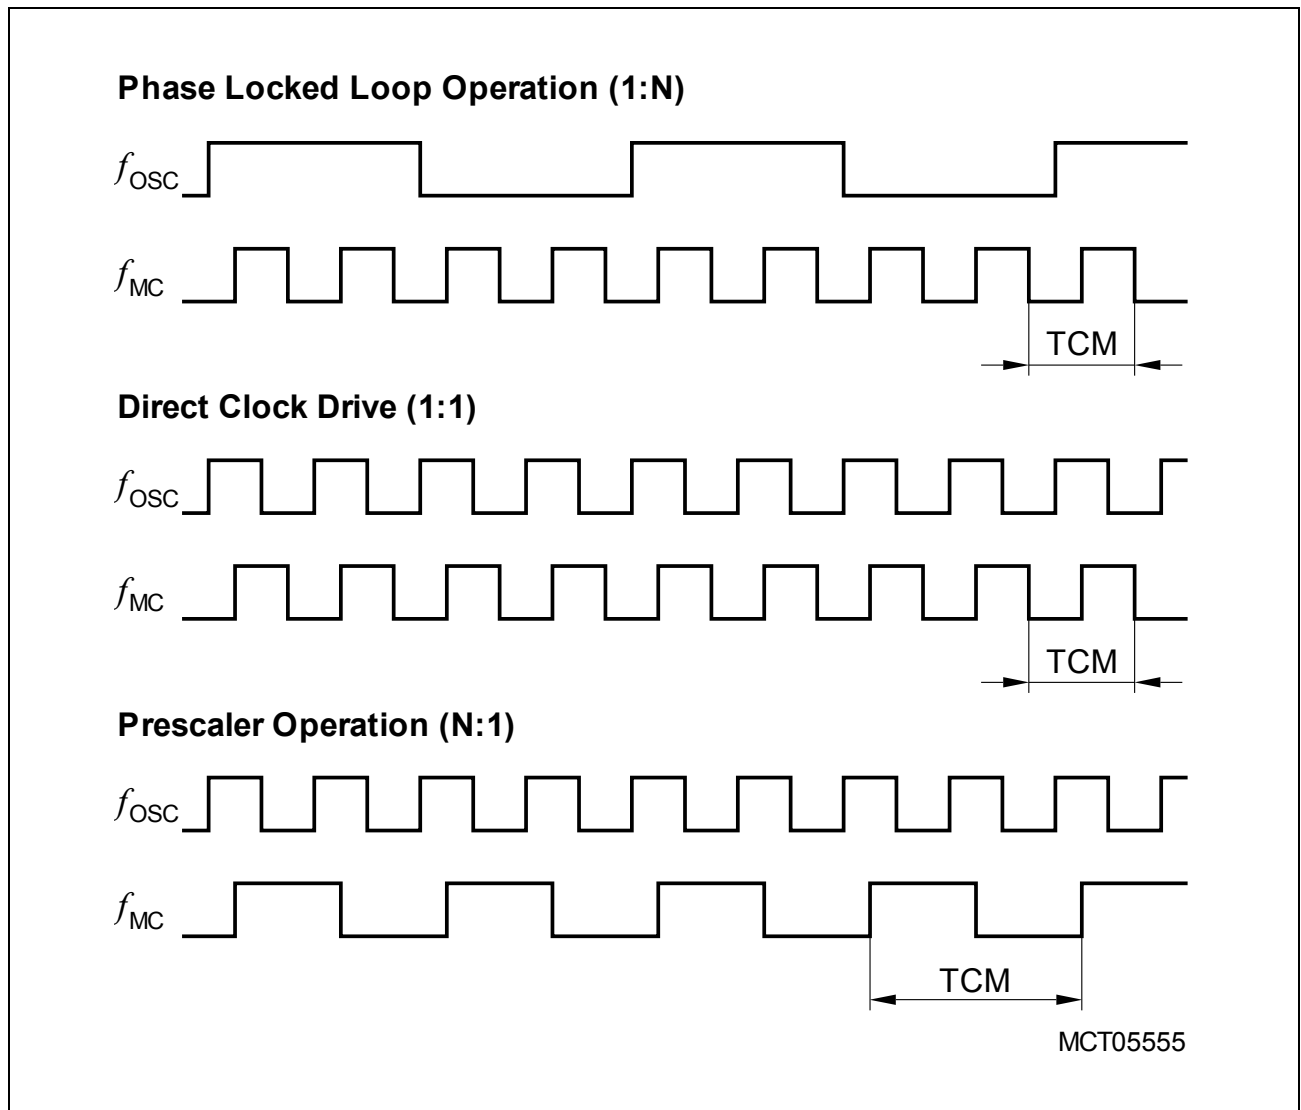 Phase Locked Loop Operation (1:N)
fOSC
fMC
TCM
Direct Clock Drive (1:1)
fOSC
fMC
TCM
Prescaler Operation (N:1)
fOSC
fMC
TCM
MCT05555